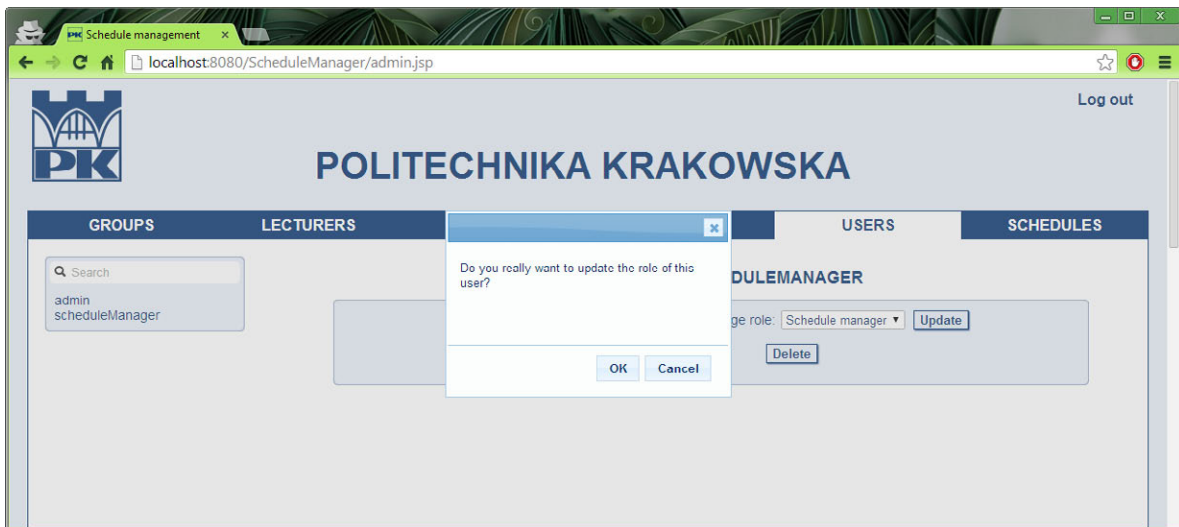 Schedule management
localhost:8080/ScheduleManager/admin.jsp
Log out
PK
POLITECHNIKA KRAKOWSKA
GROUPS LECTURERS USERS SCHEDULES
Search
admin
scheduleManager
Do you really want to update the role of this
user?
OK Cancel
DULEMANAGER
ge role: Schedule manager Update
Delete